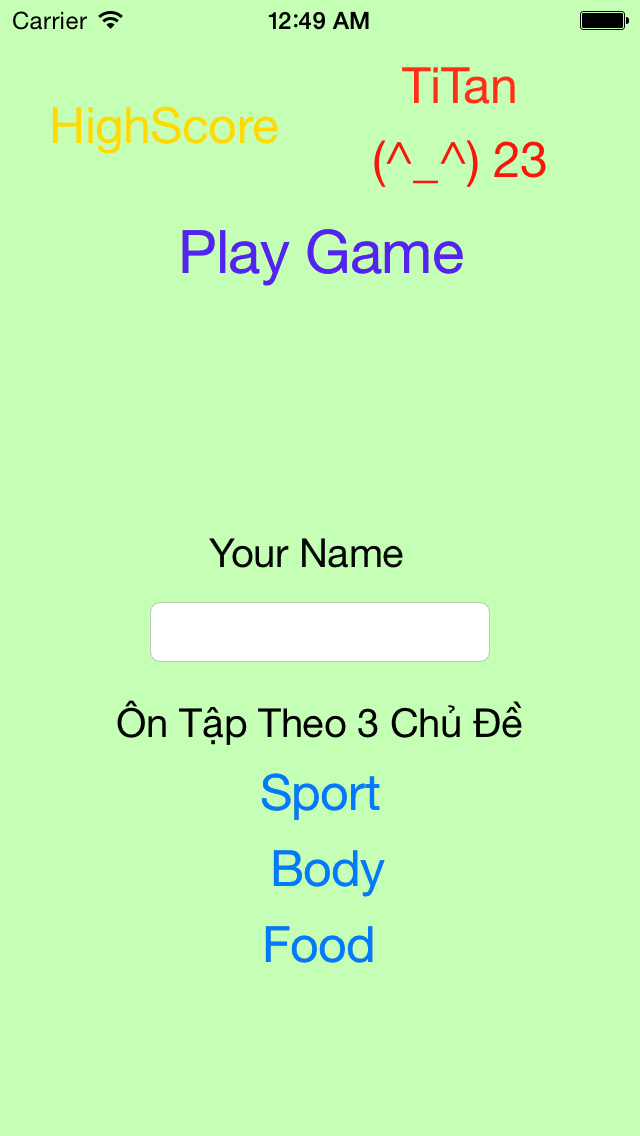 Carrier 12:49 AM
TiTan
HighScore
(^_^) 23
Play Game
Your Name
Ôn Tập Theo 3 Chủ Đề
Sport
Body
Food